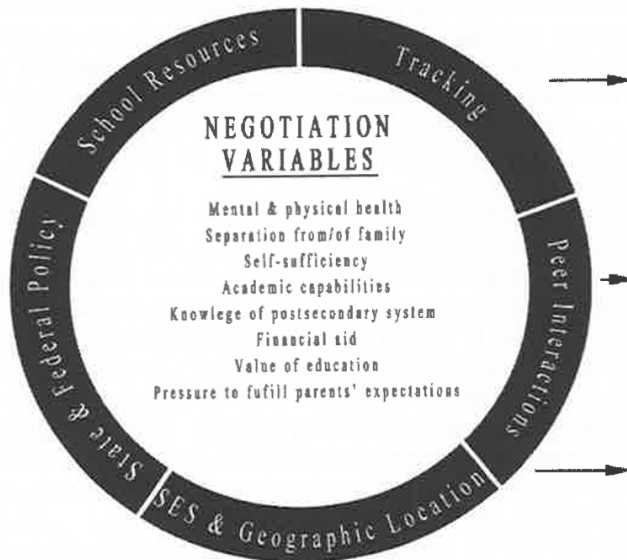 School Resources
Tracking
NEGOTIATION
VARIABLES
Mental & physical health
Separation from/of family
Self-sufficiency
Academic capabilities
Knowlege of postsecondary system
Financial aid
Value of education
Pressure to fufill parents' expectations
Peer Interactions
State & Federal Policy
SES & Geographic Location